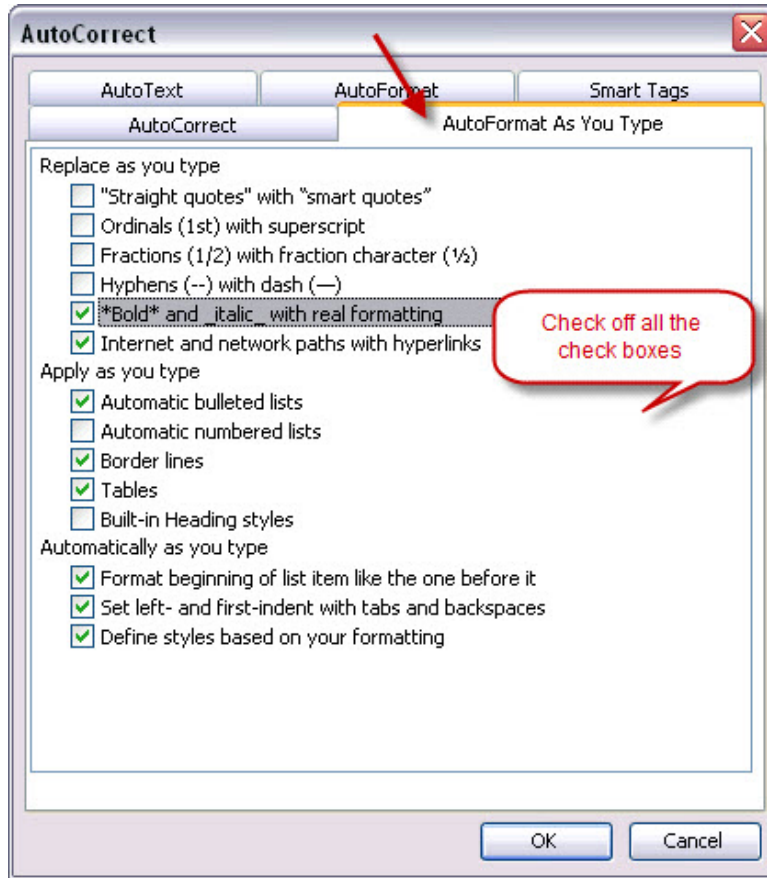 AutoCorrect
AutoText AutoFormat Smart Tags
AutoCorrect AutoFormat As You Type
Replace as you type
"Straight quotes" with “smart quotes”
Ordinals (1st) with superscript
Fractions (1/2) with fraction character (½)
Hyphens (--) with dash (—)
*Bold* and _italic_ with real formatting
Internet and network paths with hyperlinks
Check off all the
check boxes
Apply as you type
Automatic bulleted lists
Automatic numbered lists
Border lines
Tables
Built-in Heading styles
Automatically as you type
Format beginning of list item like the one before it
Set left- and first-indent with tabs and backspaces
Define styles based on your formatting
OK Cancel